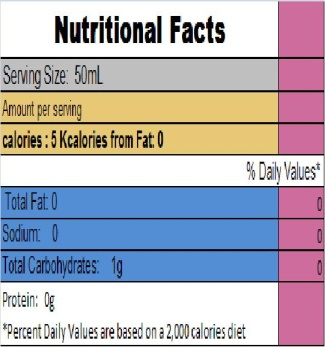 Nutritional Facts
Serving Size: 50mL
Amount per serving
calories : 5 Kcalories from Fat: 0
% Daily Values*
Total Fat: 0 0
Sodium: 0 0
Total Carbohydrates: 1g 0
Protein: 0g
*Percent Daily Values are based on a 2,000 calories diet